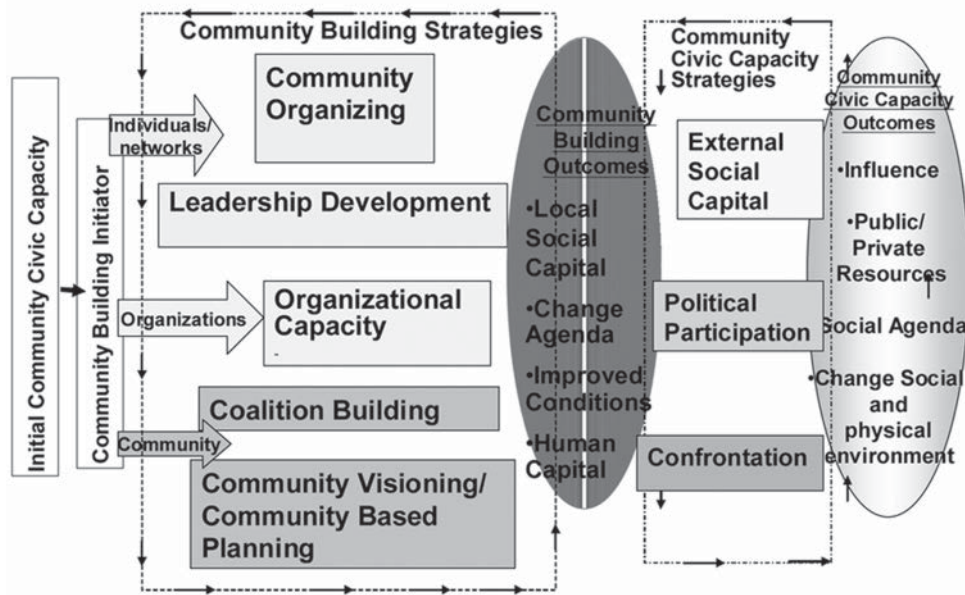 Initial Community Civic Capacity
Community Building Initiator
Community Building Strategies
Individuals/
networks
Community
Organizing
Leadership Development
Organizations
Organizational
Capacity
Coalition Building
Community
Community Visioning/
Community Based
Planning
Community
Building
Outcomes
•Local
Social
Capital
•Change
Agenda
•Improved
Conditions
•Human
Capital
Community
Civic Capacity
Strategies
External
Social
Capital
Political
Participation
Confrontation
Community
Civic Capacity
Outcomes
•Influence
•Public/
Private
Resources
Social Agenda
•Change Social
and
physical
environment